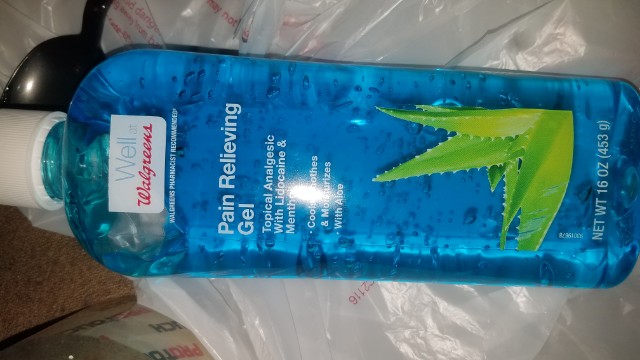 Well at
Walgreens
WALGREENS PHARMACIST RECOMMENDED
Pain Relieving
Gel
Topical Analgesic
With Lidocaine &
Menthol
• Cools, Soothes
& Moisturizes
With Aloe
NET WT 16 OZ (453 g)